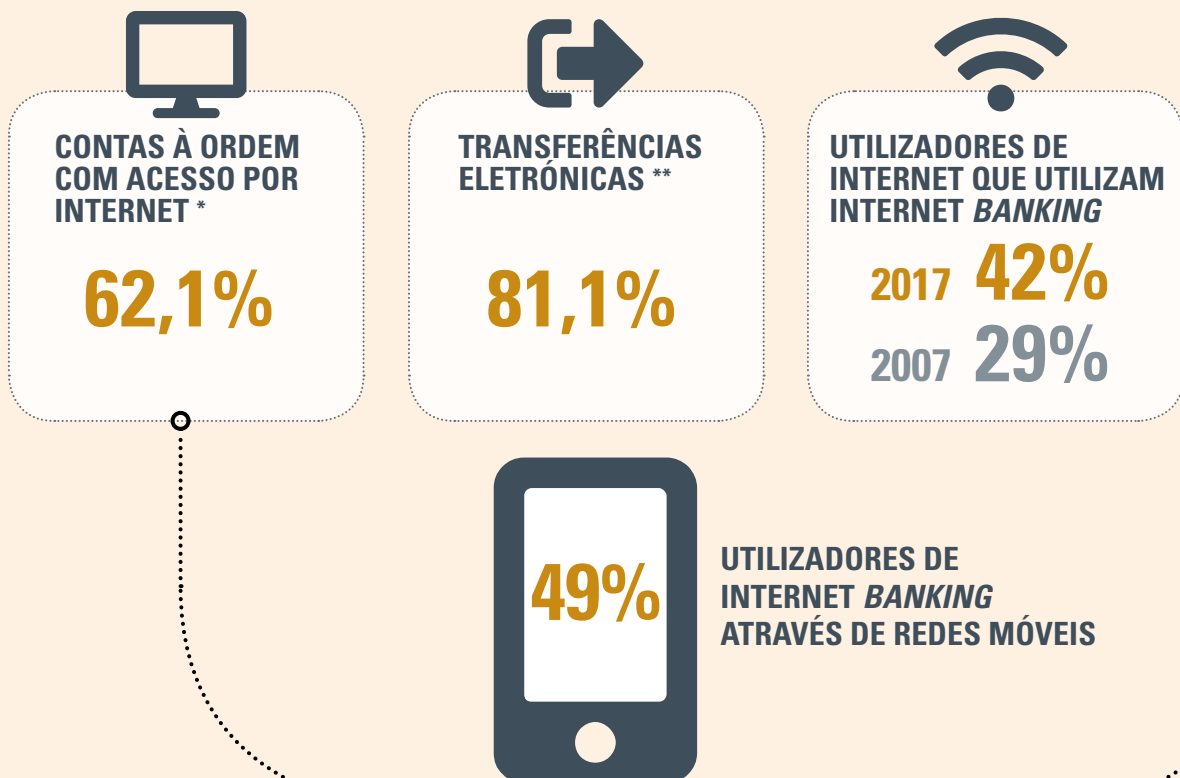 CONTAS À ORDEM
COM ACESSO POR
INTERNET *
62,1%
TRANSFERÊNCIAS
ELETRÓNICAS **
81,1%
UTILIZADORES DE
INTERNET QUE UTILIZAM
INTERNET BANKING
2017 42%
2007 29%
49%
UTILIZADORES DE
INTERNET BANKING
ATRAVÉS DE REDES MÓVEIS